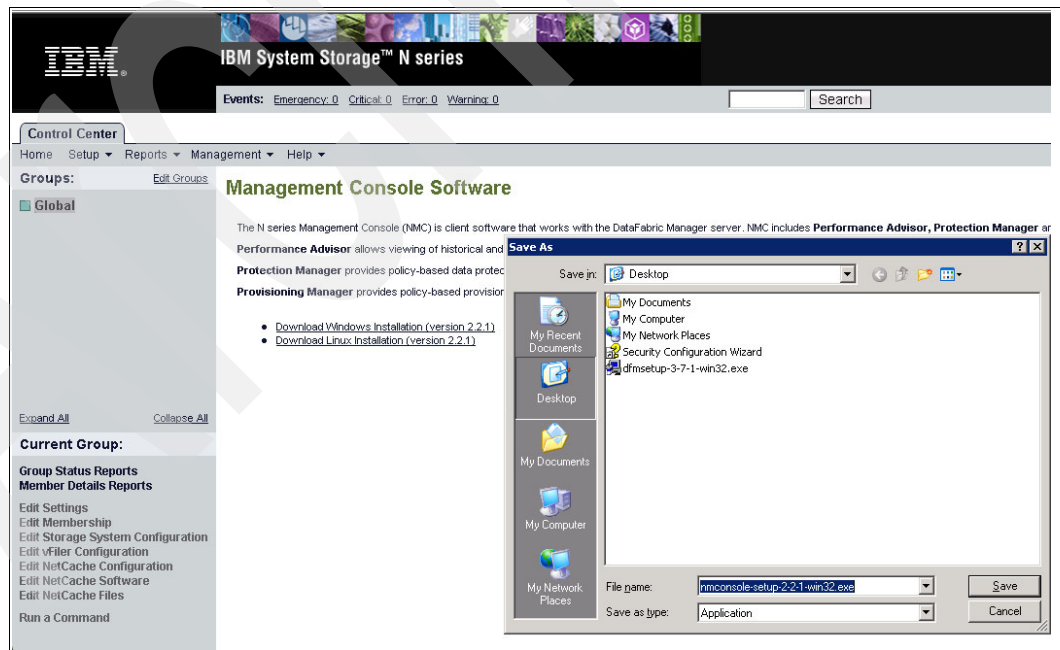 IBM
IBM System Storage™ N series
Events: Emergency: 0 Critical: 0 Error: 0 Warning: 0 Search
Control Center
Home Setup Reports Management Help
Groups: Edit Groups
Global
Management Console Software
The N series Management Console (NMC) is client software that works with the DataFabric Manager server. NMC includes Performance Advisor, Protection Manager
Performance Advisor allows viewing of historical and
Protection Manager provides policy-based data
Provisioning Manager provides policy-based
Download Windows Installation (version 2.2.1)
Download Linux Installation (version 2.2.1)
Expand All Collapse All
Current Group:
Group Status Reports
Member Details Reports
Edit Settings
Edit Membership
Edit Storage System Configuration
Edit vFiler Configuration
Edit NetCache Configuration
Edit NetCache Software
Edit NetCache Files
Run a Command
Save As
Save in: Desktop
My Recent
Documents
Desktop
My Documents
My Computer
My Network
Places
My Documents
My Computer
My Network Places
Security Configuration Wizard
dfmsetup-3-7-1-win32.exe
File name: nmconsole-setup-2-2-1-win32.exe Save
Save as type: Application Cancel